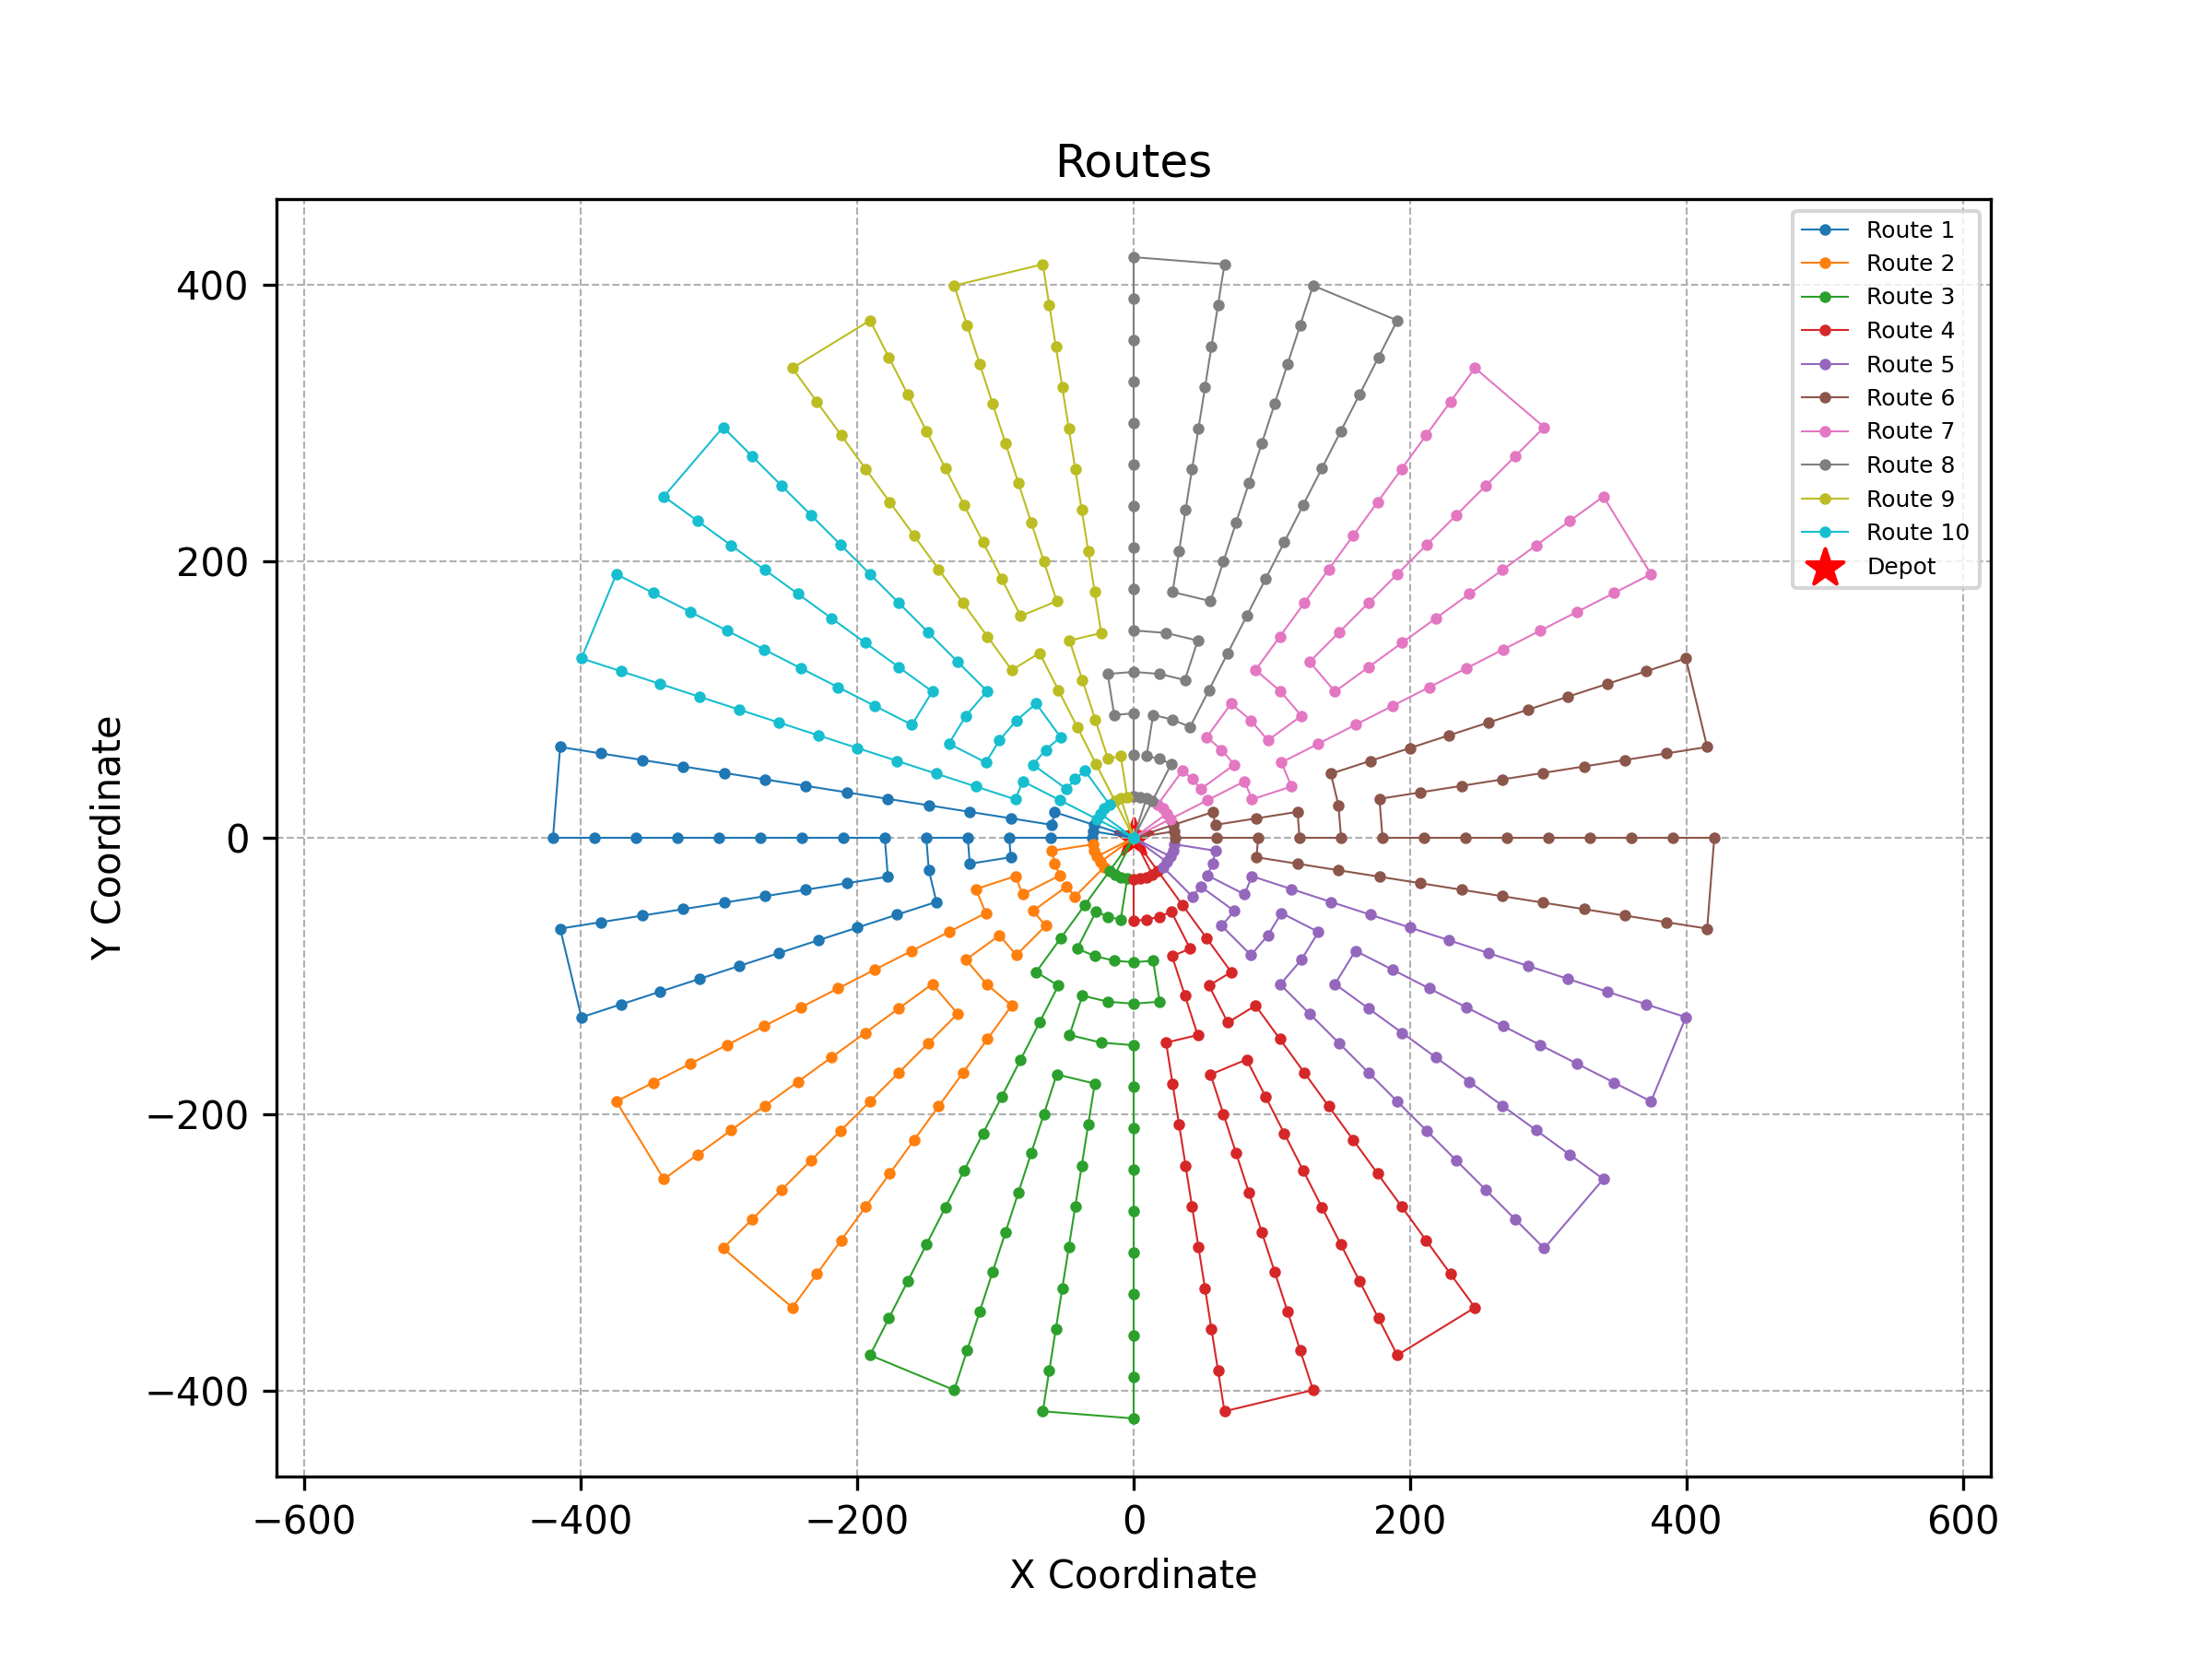 Routes
Route 1
Route 2
Route 3
Route 4
Route 5
Route 6
Route 7
Route 8
Route 9
Route 10
Depot
400
200
0
−200
−400
Y Coordinate
−600
−400
−200
0
200
400
600
X Coordinate